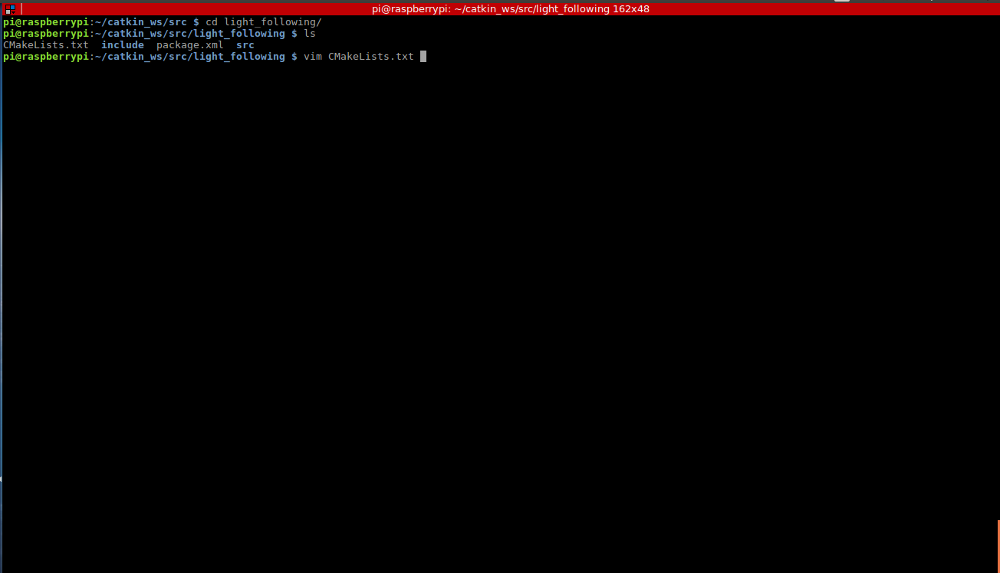 pi@raspberrypi: ~/catkin_ws/src/light_following 162x48
pi@raspberrypi:~/catkin_ws/src $ cd light_following/
pi@raspberrypi:~/catkin_ws/src/light_following $ ls
CMakeLists.txt  include  package.xml  src
pi@raspberrypi:~/catkin_ws/src/light_following $ vim CMakeLists.txt